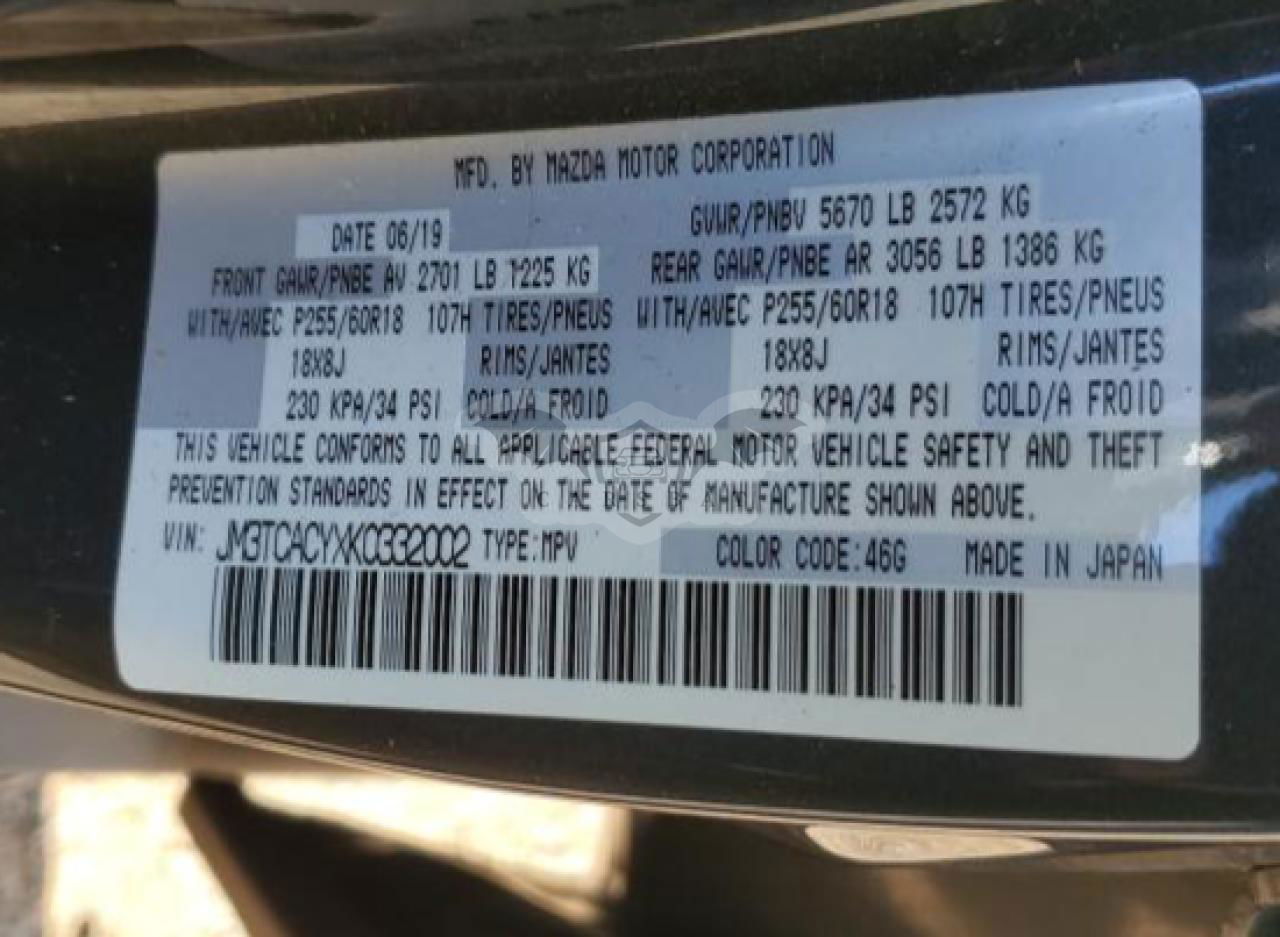 MFD. BY MAZDA MOTOR CORPORATION
DATE 06/19 GVWR/PNBV 5670 LB 2572 KG
FRONT GAWR/PNBE AV 2701 LB 1225 KG REAR GAWR/PNBE AR 3056 LB 1386 KG
WITH/AVEC P255/60R18 107H TIRES/PNEUS WITH/AVEC P255/60R18 107H TIRES/PNEUS
18X8J RIMS/JANTES 18X8J RIMS/JANTES
230 KPA/34 PSI COLD/A FROID 230 KPA/34 PSI COLD/A FROID
THIS VEHICLE CONFORMS TO ALL APPLICABLE FEDERAL MOTOR VEHICLE SAFETY AND THEFT
PREVENTION STANDARDS IN EFFECT ON THE DATE OF MANUFACTURE SHOWN ABOVE.
VIN: JM3TCACYXK0332002 TYPE:MPV COLOR CODE:46G MADE IN JAPAN